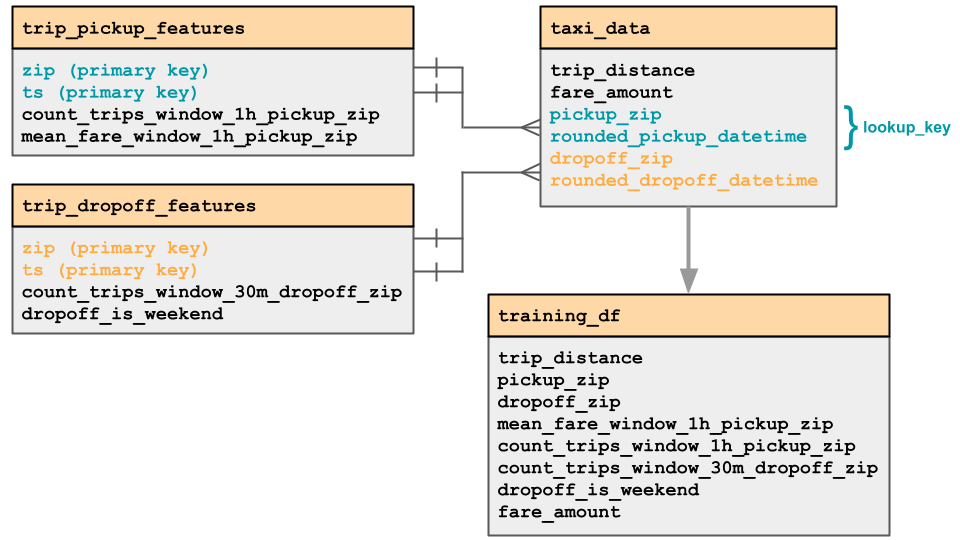 trip_pickup_features
zip (primary key)
ts (primary key)
count_trips_window_1h_pickup_zip
mean_fare_window_1h_pickup_zip
trip_dropoff_features
zip (primary key)
ts (primary key)
count_trips_window_30m_dropoff_zip
dropoff_is_weekend
taxi_data
trip_distance
fare_amount
pickup_zip
rounded_pickup_datetime
dropoff_zip
rounded_dropoff_datetime
} lookup_key
training_df
trip_distance
pickup_zip
dropoff_zip
mean_fare_window_1h_pickup_zip
count_trips_window_1h_pickup_zip
count_trips_window_30m_dropoff_zip
dropoff_is_weekend
fare_amount